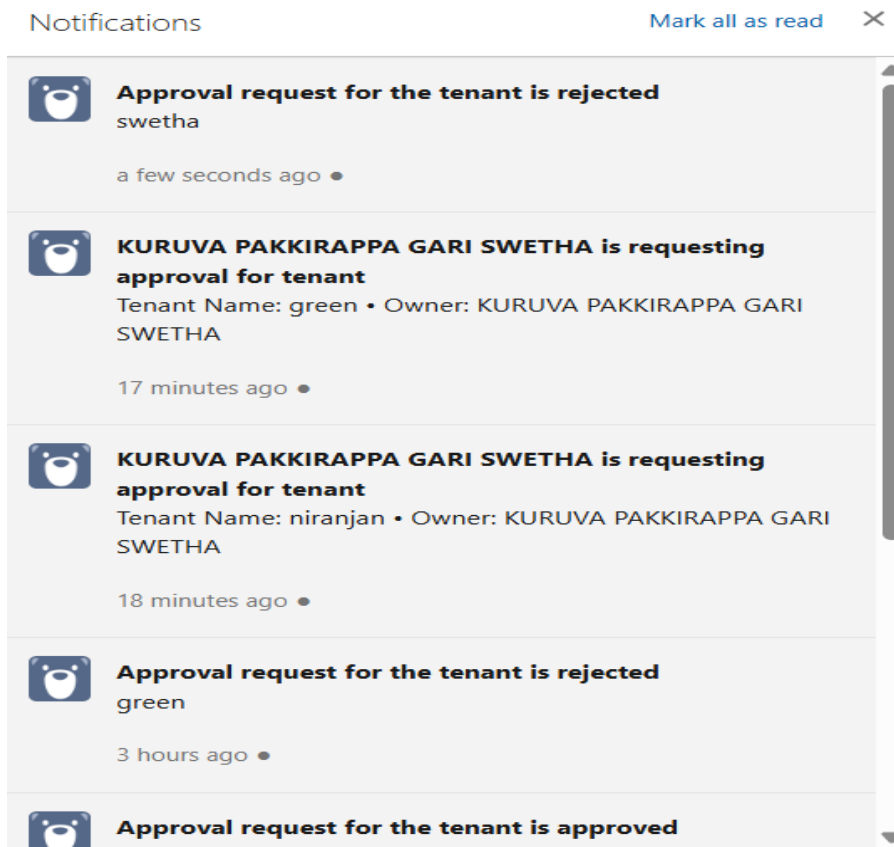 Notifications
Mark all as read
Approval request for the tenant is rejected
swetha
a few seconds ago
KURUVA PAKKIRAPPA GARI SWETHA is requesting
approval for tenant
Tenant Name: green • Owner: KURUVA PAKKIRAPPA GARI
SWETHA
17 minutes ago
KURUVA PAKKIRAPPA GARI SWETHA is requesting
approval for tenant
Tenant Name: niranjan • Owner: KURUVA PAKKIRAPPA GARI
SWETHA
18 minutes ago
Approval request for the tenant is rejected
green
3 hours ago
Approval request for the tenant is approved